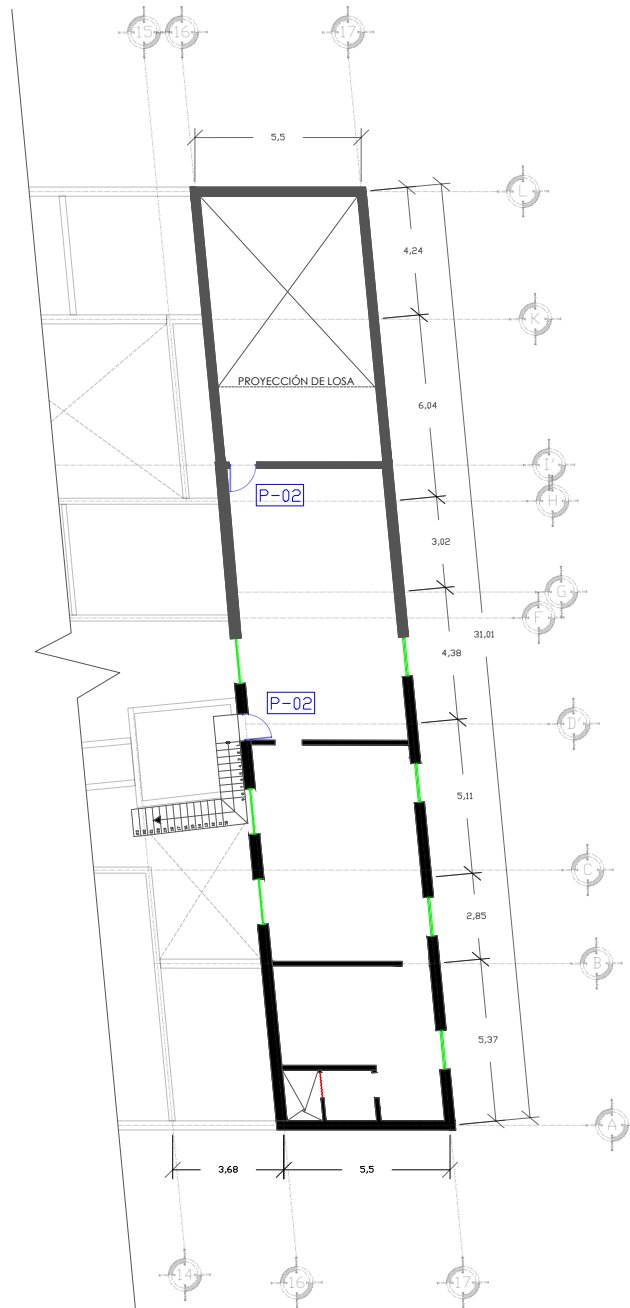 15
16
17
5,5
L
4,24
K
PROYECCIÓN DE LOSA
6,04
I'
P-02
H
3,02
G
F
31,01
4,38
P-02
D'
5,11
C
2,85
B
5,37
A
3,68
5,5
14
16
17